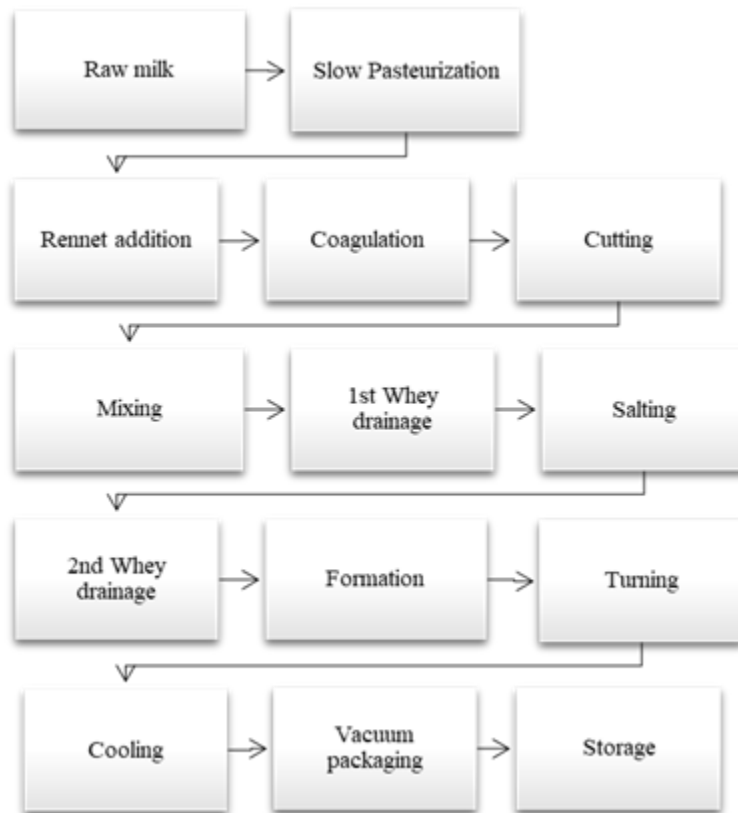 Raw milk
Slow Pasteurization
Rennet addition
Coagulation
Cutting
Mixing
1st Whey
drainage
Salting
2nd Whey
drainage
Formation
Turning
Cooling
Vacuum
packaging
Storage